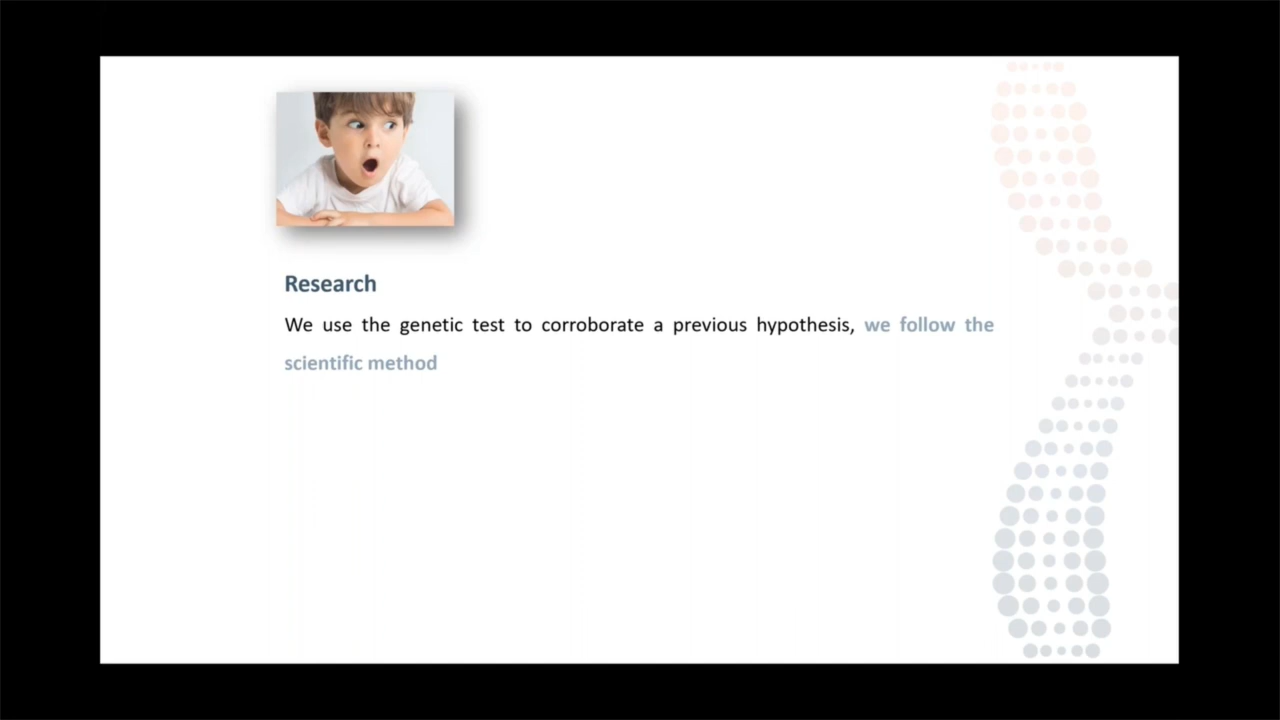 Research
We use the genetic test to corroborate a previous hypothesis, we follow the
scientific method